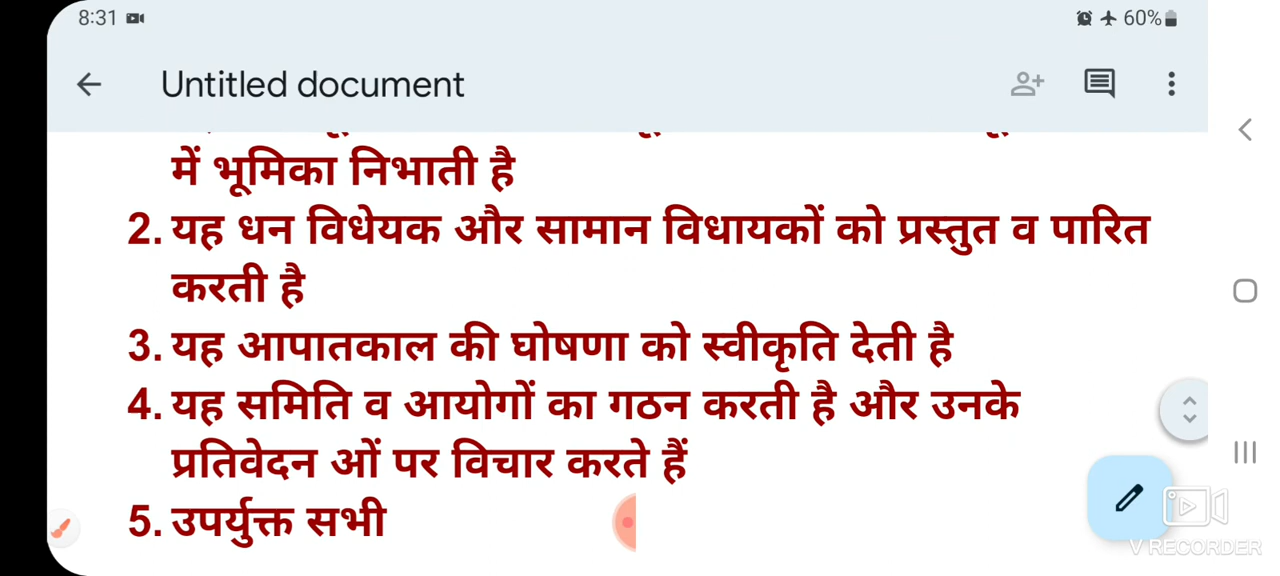 8:31 60%
Untitled document
में भूमिका निभाती है
2. यह धन विधेयक और सामान विधायकों को प्रस्तुत व पारित
करती है
3. यह आपातकाल की घोषणा को स्वीकृति देती है
4. यह समिति व आयोगों का गठन करती है और उनके
प्रतिवेदन ओं पर विचार करते हैं
5. उपर्युक्त सभी
V RECORDER